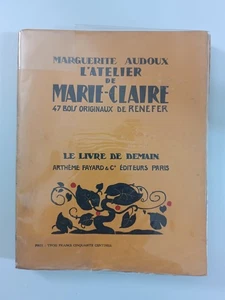 MARGUERITE AUDOUX
L'ATELIER
DE
MARIE-CLAIRE
47 BOIS ORIGINAUX DE RENEFER
LE LIVRE DE DEMAIN
ARTHÈME FAYARD & Cie ÉDITEURS PARIS